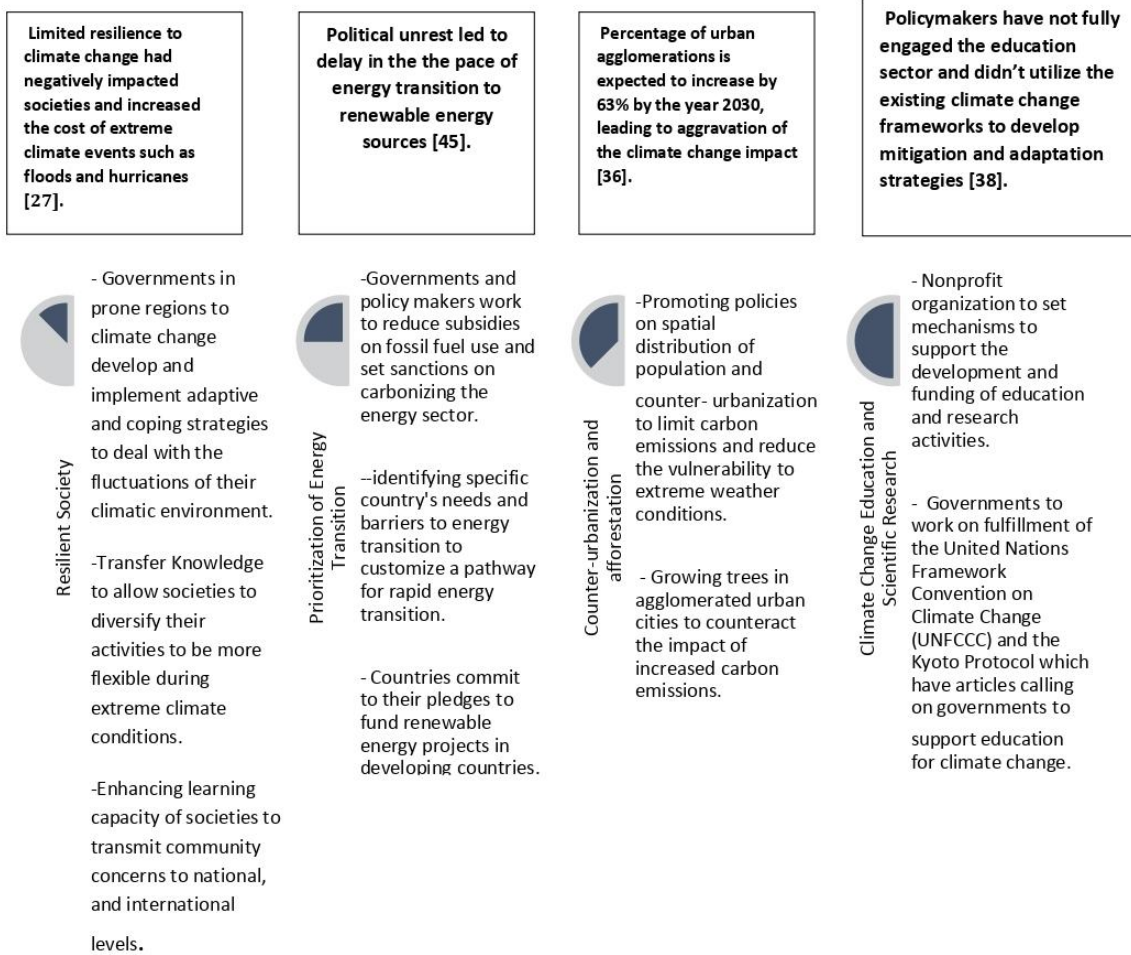 Limited resilience to
climate change had
negatively impacted
societies and increased
the cost of extreme
climate events such as
floods and hurricanes
[27].
Political unrest led to
delay in the the pace of
energy transition to
renewable energy
sources [45].
Percentage of urban
agglomerations is
expected to increase by
63% by the year 2030,
leading to aggravation of
the climate change impact
[36].
Policymakers have not fully
engaged the education
sector and didn't utilize the
existing climate change
frameworks to develop
mitigation and adaptation
strategies [38].
Resilient Society
- Governments in
prone regions to
climate change
develop and
implement adaptive
and coping strategies
to deal with the
fluctuations of their
climatic environment.
-Transfer Knowledge
to allow societies to
diversify their
activities to be more
flexible during
extreme climate
conditions.
-Enhancing learning
capacity of societies to
transmit community
concerns to national,
and international
levels.
Prioritization of Energy
Transition
-Governments and
policy makers work
to reduce subsidies
on fossil fuel use and
set sanctions on
carbonizing the
energy sector.
--identifying specific
country's needs and
barriers to energy
transition to
customize a pathway
for rapid energy
transition.
- Countries commit
to their pledges to
fund renewable
energy projects in
developing countries.
Counter-urbanization and
afforestation
-Promoting policies
on spatial
distribution of
population and
counter- urbanization
to limit carbon
emissions and reduce
the vulnerability to
extreme weather
conditions.
- Growing trees in
agglomerated urban
cities to counteract
the impact of
increased carbon
emissions.
Climate Change Education and
Scientific Research
- Nonprofit
organization to set
mechanisms to
support the
development and
funding of education
and research
activities.
- Governments to
work on fulfillment of
the United Nations
Framework
Convention on
Climate Change
(UNFCCC) and the
Kyoto Protocol which
have articles calling
on governments to
support education
for climate change.